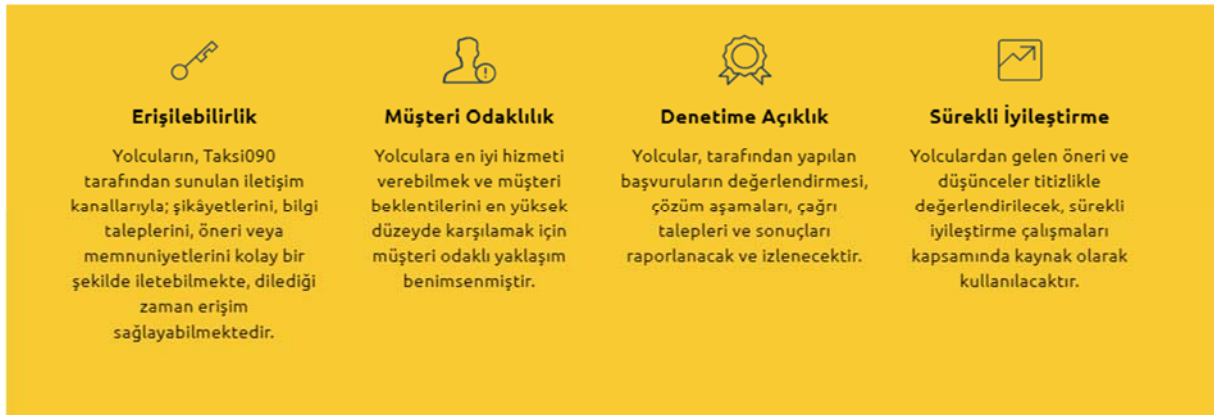 Erişilebilirlik
Yolcuların, Taksi090
tarafından sunulan iletişim
kanallarıyla; şikâyetlerini, bilgi
taleplerini, öneri veya
memnuniyetlerini kolay bir
şekilde iletebilmekte, dilediği
zaman erişim
sağlayabilmektedir.
Müşteri Odaklılık
Yolculara en iyi hizmeti
verebilmek ve müşteri
beklentilerini en yüksek
düzeyde karşılamak için
müşteri odaklı yaklaşım
benimsenmiştir.
Denetime Açıklık
Yolcular, tarafından yapılan
başvuruların değerlendirmesi,
çözüm aşamaları, çağrı
talepleri ve sonuçları
raporlanacak ve izlenecektir.
Sürekli İyileştirme
Yolculardan gelen öneri ve
düşünceler titizlikle
değerlendirilecek, sürekli
iyileştirme çalışmaları
kapsamında kaynak olarak
kullanılacaktır.